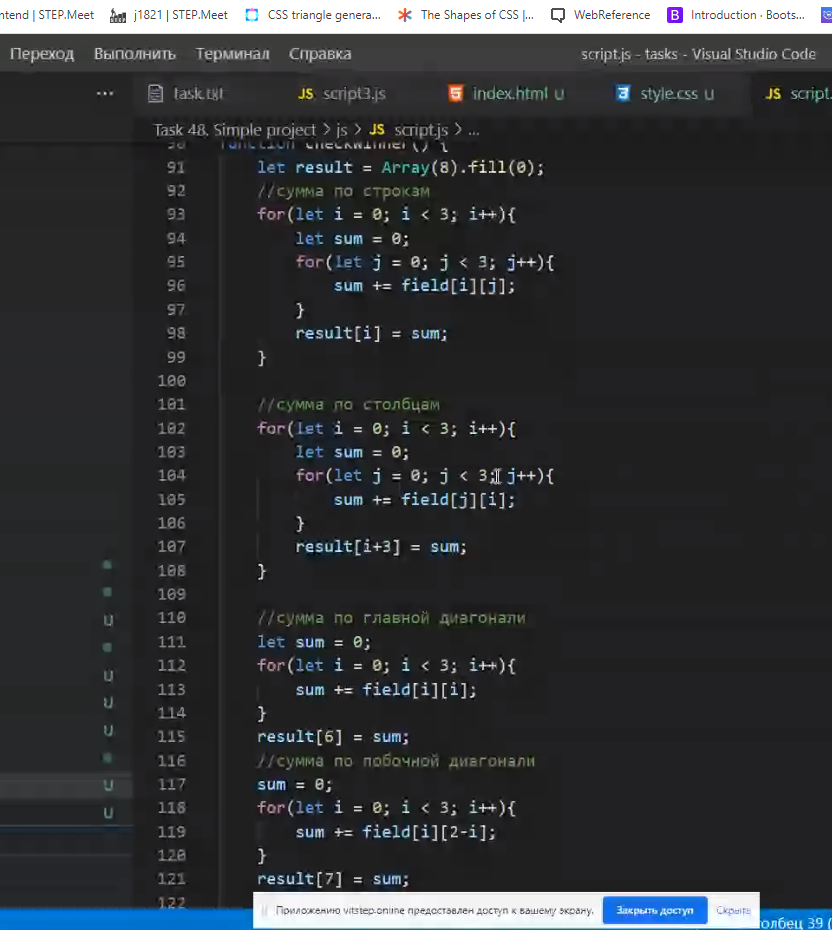 ntend | STEP.Meet j1821 | STEP.Meet CSS triangle genera... The Shapes of CSS |... WebReference B Introduction · Boots...
Переход Выполнить Терминал Справка script.js - tasks - Visual Studio Code
··· task.txt JS script3.js index.html U style.css U JS script.
Task 48. Simple project > js > JS script.js > ...
90 function checkWinner() {
91 let result = Array(8).fill(0);
92 //сумма по строкам
93 for(let i = 0; i < 3; i++){
94 let sum = 0;
95 for(let j = 0; j < 3; j++){
96 sum += field[i][j];
97 }
98 result[i] = sum;
99 }
100
101 //сумма по столбцам
102 for(let i = 0; i < 3; i++){
103 let sum = 0;
104 for(let j = 0; j < 3; j++){
105 sum += field[j][i];
106 }
107 result[i+3] = sum;
108 }
109
110 //сумма по главной диагонали
111 let sum = 0;
112 for(let i = 0; i < 3; i++){
113 sum += field[i][i];
114 }
115 result[6] = sum;
116 //сумма по побочной диагонали
117 sum = 0;
118 for(let i = 0; i < 3; i++){
119 sum += field[i][2-i];
120 }
121 result[7] = sum;
122
U
U
U
U
U
U
Приложению vitstep.online предоставлен доступ к вашему экрану. Закрыть доступ Скрыть
олбец 39 (